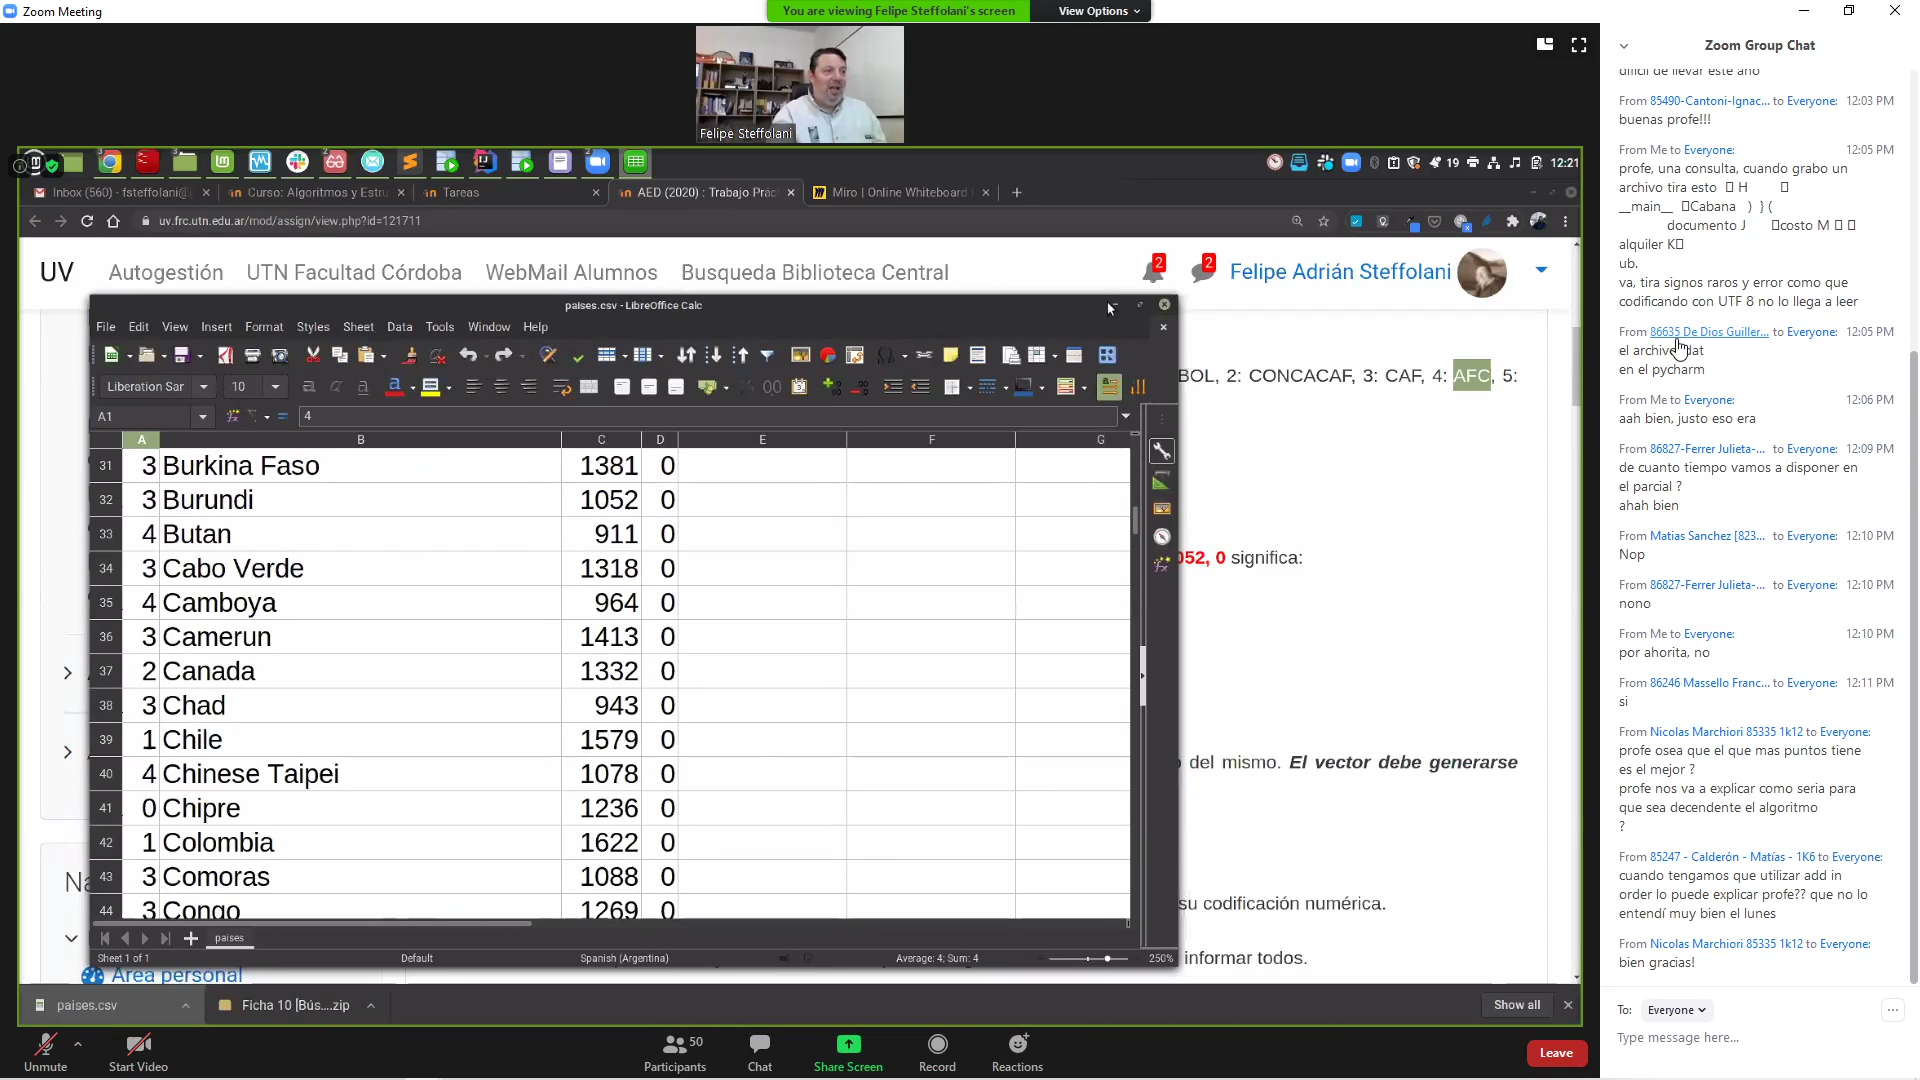 Zoom Meeting
You are viewing Felipe Steffolani's screen
View Options
Felipe Steffolani
3
3
2
2
19
12:21
Inbox (560) - fsteffolani@
Curso: Algoritmos y Estru
Tareas
AED (2020) : Trabajo Prác
Miro | Online Whiteboard
uv.frc.utn.edu.ar/mod/assign/view.php?id=121711
UV
Autogestión
UTN Facultad Córdoba
WebMail Alumnos
Busqueda Biblioteca Central
2
2
Felipe Adrián Steffolani
paises.csv - LibreOffice Calc
File Edit View Insert Format Styles Sheet Data Tools Window Help
Liberation Sar
10
A1
4
A B C D E F G
31 3 Burkina Faso 1381 0
32 3 Burundi 1052 0
33 4 Butan 911 0
34 3 Cabo Verde 1318 0
35 4 Camboya 964 0
36 3 Camerun 1413 0
37 2 Canada 1332 0
38 3 Chad 943 0
39 1 Chile 1579 0
40 4 Chinese Taipei 1078 0
41 0 Chipre 1236 0
42 1 Colombia 1622 0
43 3 Comoras 1088 0
44 3 Congo 1269 0
paises
Sheet 1 of 1
Default
Spanish (Argentina)
Average: 4; Sum: 4
250%
BOL, 2: CONCACAF, 3: CAF, 4: AFC, 5:
052, 0 significa:
del mismo. El vector debe generarse
su codificación numérica.
informar todos.
Na
Area personal
paises.csv
Ficha 10 [Bús....zip
Show all
Unmute
Start Video
50
Participants
Chat
Share Screen
Record
Reactions
Leave
Zoom Group Chat
dificil de llevar este año
From 85490-Cantoni-Ignac... to Everyone: 12:03 PM
buenas profe!!!
From Me to Everyone: 12:05 PM
profe, una consulta, cuando grabo un
archivo tira esto H
__main__ Cabana ) } (
documento J costo M
alquiler K
ub.
va, tira signos raros y error como que
codificando con UTF 8 no lo llega a leer
From 86635 De Dios Guiller... to Everyone: 12:05 PM
el archivo dat
en el pycharm
From Me to Everyone: 12:06 PM
aah bien, justo eso era
From 86827-Ferrer Julieta-... to Everyone: 12:09 PM
de cuanto tiempo vamos a disponer en
el parcial ?
ahah bien
From Matias Sanchez [823... to Everyone: 12:10 PM
Nop
From 86827-Ferrer Julieta-... to Everyone: 12:10 PM
nono
From Me to Everyone: 12:10 PM
por ahorita, no
From 86246 Massello Franc... to Everyone: 12:11 PM
si
From Nicolas Marchiori 85335 1k12 to Everyone:
profe osea que el que mas puntos tiene
es el mejor ?
profe nos va a explicar como seria para
que sea decendente el algoritmo
?
From 85247 - Calderón - Matías - 1K6 to Everyone:
cuando tengamos que utilizar add in
order lo puede explicar profe?? que no lo
entendí muy bien el lunes
From Nicolas Marchiori 85335 1k12 to Everyone:
bien gracias!
To: Everyone
Type message here...